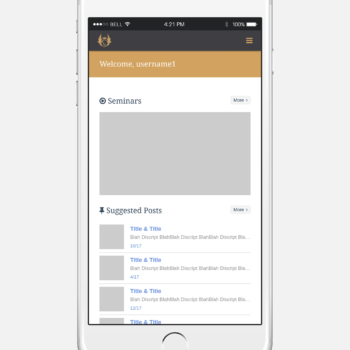 BELL
4:21 PM
100%
Welcome, username1
Seminars
More >
Suggested Posts
More >
Title & Title
Blah Discript BlahBlah Discript BlahBlah Discript Bla...
10/17
Title & Title
Blah Discript BlahBlah Discript BlahBlah Discript Bla...
4/17
Title & Title
Blah Discript BlahBlah Discript BlahBlah Discript Bla...
12/17
Title & Title